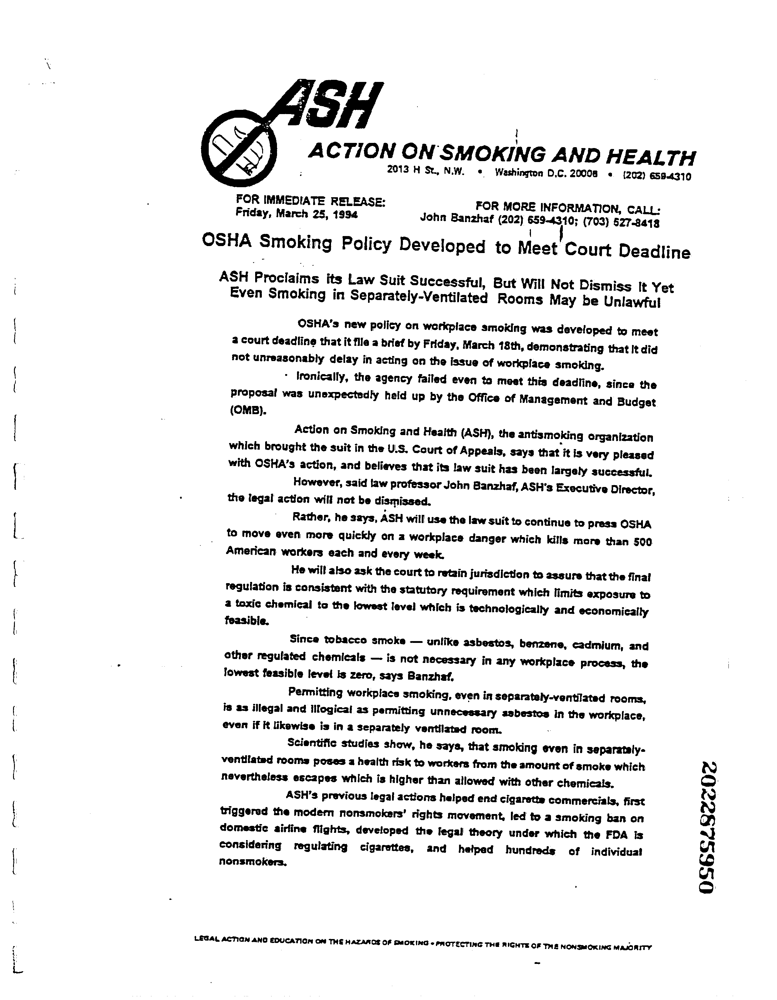 ASH
ACTION ON SMOKING AND HEALTH
2013 H St., N.W. • Washington D.C. 20006 • (202) 659-4310
FOR IMMEDIATE RELEASE:
Friday, March 25, 1994
FOR MORE INFORMATION, CALL:
John Banzhaf (202) 659-4310; (703) 527-8418
OSHA Smoking Policy Developed to Meet Court Deadline
ASH Proclaims its Law Suit Successful, But Will Not Dismiss It Yet
Even Smoking in Separately-Ventilated Rooms May be Unlawful
OSHA's new policy on workplace smoking was developed to meet
a court deadline that it file a brief by Friday, March 18th, demonstrating that it did
not unreasonably delay in acting on the issue of workplace smoking.
Ironically, the agency failed even to meet this deadline, since the
proposal was unexpectedly held up by the Office of Management and Budget
(OMB).
Action on Smoking and Health (ASH), the antismoking organization
which brought the suit in the U.S. Court of Appeals, says that it is very pleased
with OSHA's action, and believes that its law suit has been largely successful.
However, said law professor John Banzhaf, ASH's Executive Director,
the legal action will not be dismissed.
Rather, he says, ASH will use the law suit to continue to press OSHA
to move even more quickly on a workplace danger which kills more than 500
American workers each and every week.
He will also ask the court to retain jurisdiction to assure that the final
regulation is consistent with the statutory requirement which limits exposure to
a toxic chemical to the lowest level which is technologically and economically
feasible.
Since tobacco smoke — unlike asbestos, benzene, cadmium, and
other regulated chemicals — is not necessary in any workplace process, the
lowest feasible level is zero, says Banzhaf.
Permitting workplace smoking, even in separately-ventilated rooms,
is as illegal and illogical as permitting unnecessary asbestos in the workplace,
even if it likewise is in a separately ventilated room.
Scientific studies show, he says, that smoking even in separately-
ventilated rooms poses a health risk to workers from the amount of smoke which
nevertheless escapes which is higher than allowed with other chemicals.
ASH's previous legal actions helped end cigarette commercials, first
triggered the modern nonsmokers' rights movement, led to a smoking ban on
domestic airline flights, developed the legal theory under which the FDA is
considering regulating cigarettes, and helped hundreds of individual
nonsmokers.
2022875950
LEGAL ACTION AND EDUCATION ON THE HAZARDS OF SMOKING • PROTECTING THE RIGHTS OF THE NONSMOKING MAJORITY